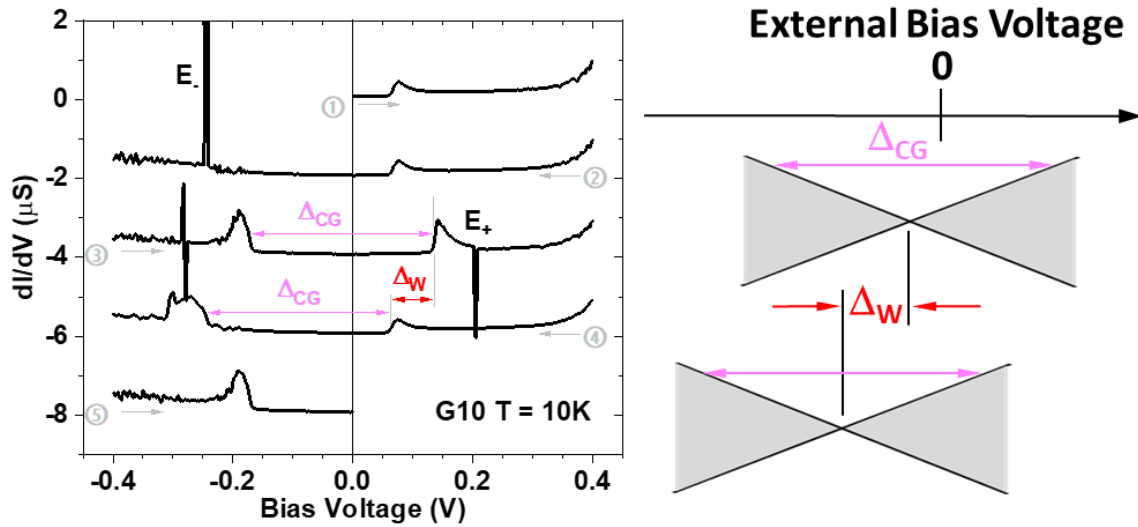 2
0
-2
-4
-6
-8
dI/dV (μS)
-0.4
-0.2
0.0
0.2
0.4
Bias Voltage (V)
E-
①
②
ΔCG
E+
③
ΔW
ΔCG
④
⑤
G10 T = 10K
External Bias Voltage
0
ΔCG
ΔW